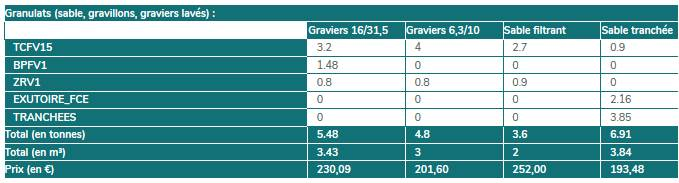 Granulats (sable, gravillons, graviers lavés) :
Graviers 16/31,5 Graviers 6,3/10 Sable filtrant Sable tranchée
TCFV15 3.2 4 2.7 0.9
BPFV1 1.48 0 0 0
ZRV1 0.8 0.8 0.9 0
EXUTOIRE_FCE 0 0 0 2.16
TRANCHEES 0 0 0 3.85
Total (en tonnes) 5.48 4.8 3.6 6.91
Total (en m³) 3.43 3 2 3.84
Prix (en €) 230,09 201,60 252,00 193,48